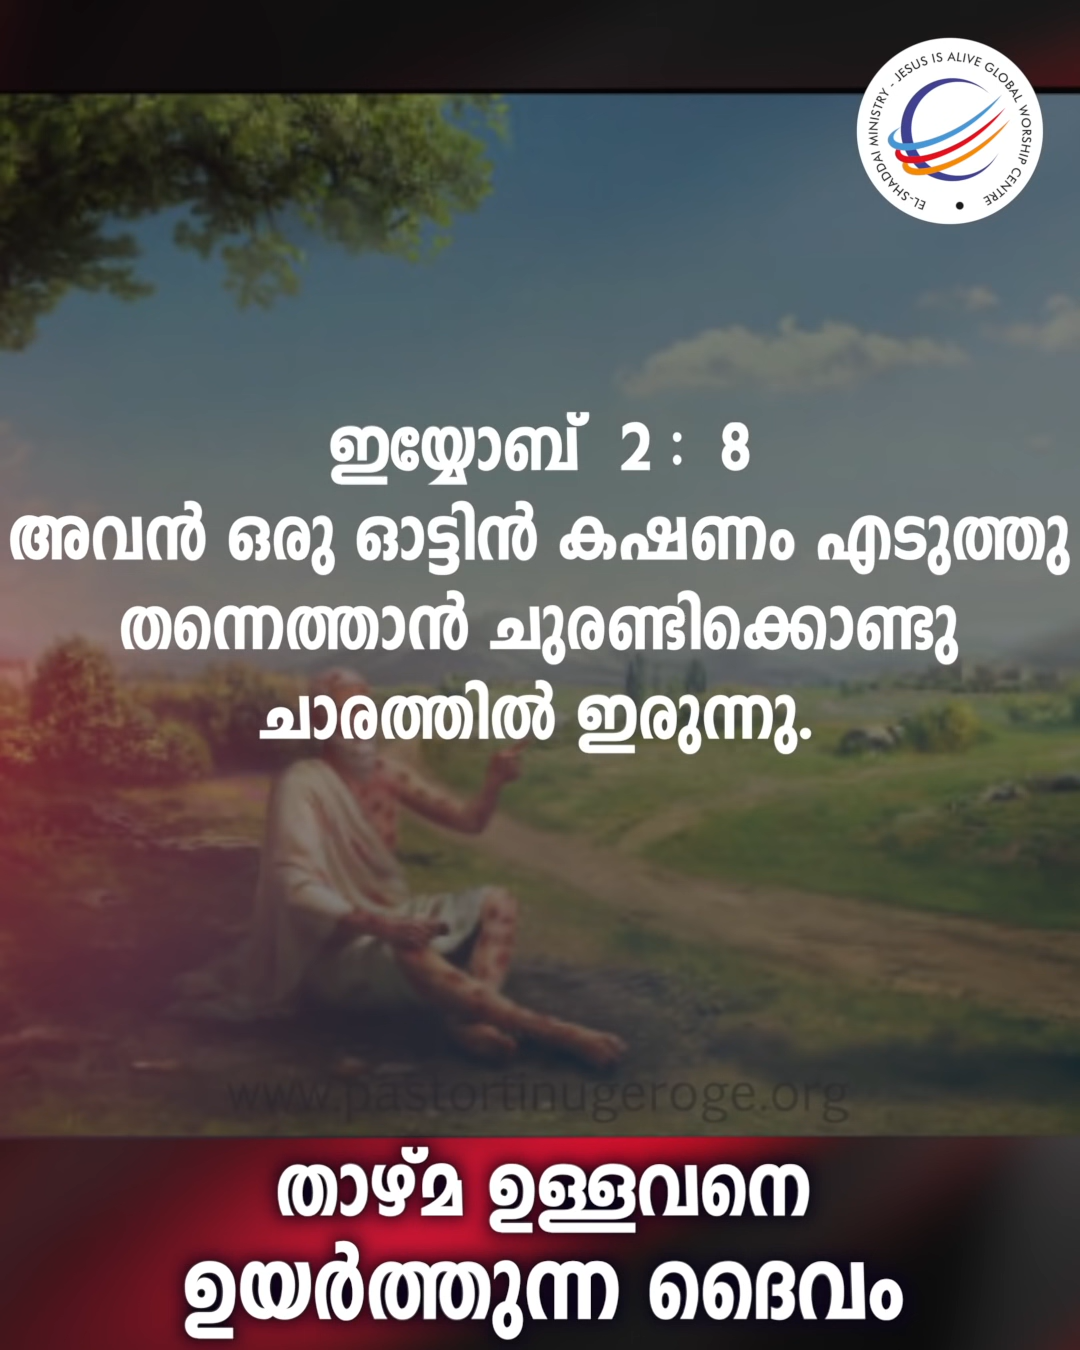 EL-SHADDAI MINISTRY - JESUS IS ALIVE GLOBAL WORSHIP CENTRE
ഇയ്യോബ് 2 : 8
അവൻ ഒരു ഓട്ടിൻ കഷണം എടുത്തു
തന്നെത്താൻ ചുരണ്ടിക്കൊണ്ടു
ചാരത്തിൽ ഇരുന്നു.
www.pastortinugeroge.org
താഴ്മ ഉള്ളവനെ
ഉയർത്തുന്ന ദൈവം